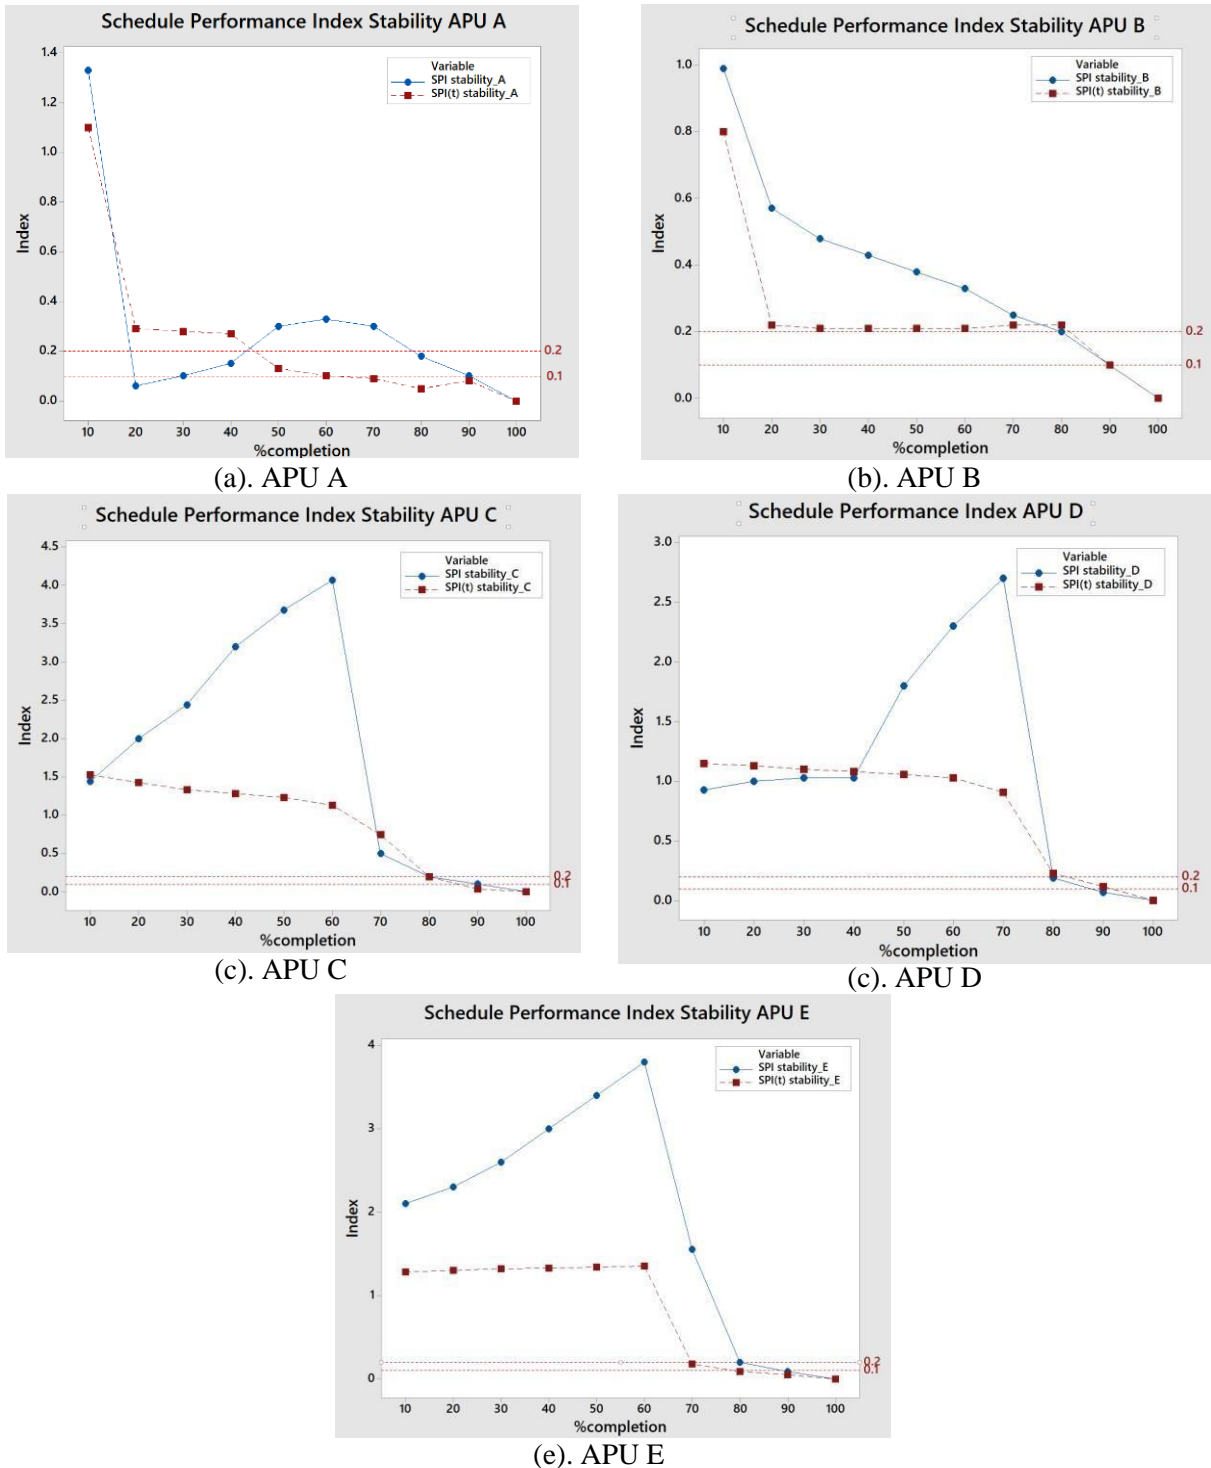 Schedule Performance Index Stability APU A
Variable
SPI stability_A
SPI(t) stability_A
Index
1.4
1.2
1.0
0.8
0.6
0.4
0.2
0.0
0.2
0.1
10 20 30 40 50 60 70 80 90 100
%completion
(a). APU A
Schedule Performance Index Stability APU B
Variable
SPI stability_B
SPI(t) stability_B
Index
1.0
0.8
0.6
0.4
0.2
0.0
0.2
0.1
10 20 30 40 50 60 70 80 90 100
%completion
(b). APU B
Schedule Performance Index Stability APU C
Variable
SPI stability_C
SPI(t) stability_C
Index
4.5
4.0
3.5
3.0
2.5
2.0
1.5
1.0
0.5
0.0
0.2
0.1
10 20 30 40 50 60 70 80 90 100
%completion
(c). APU C
Schedule Performance Index APU D
Variable
SPI stability_D
SPI(t) stability_D
Index
3.0
2.5
2.0
1.5
1.0
0.5
0.0
0.2
0.1
10 20 30 40 50 60 70 80 90 100
%completion
(c). APU D
Schedule Performance Index Stability APU E
Variable
SPI stability_E
SPI(t) stability_E
Index
4
3
2
1
0
0.2
0.1
10 20 30 40 50 60 70 80 90 100
%completion
(e). APU E